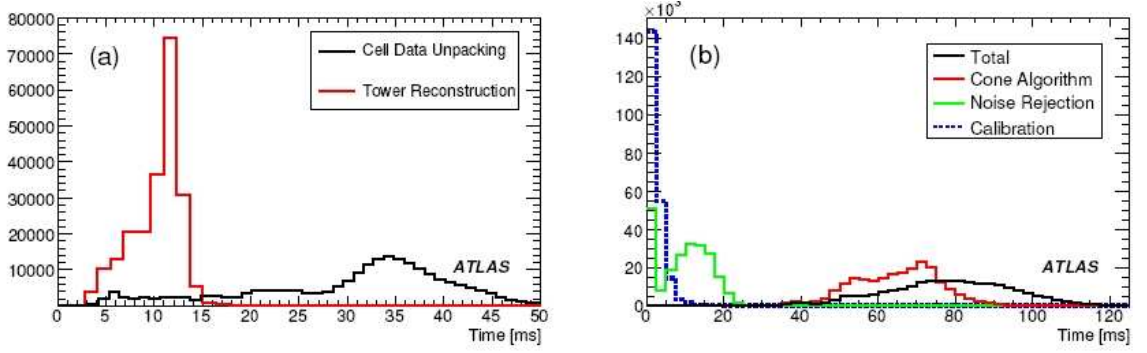 80000
70000
60000
50000
40000
30000
20000
10000
(a)
Cell Data Unpacking
Tower Reconstruction
ATLAS
0 5 10 15 20 25 30 35 40 45 50
Time [ms]
×10³
140
120
100
80
60
40
20
0
(b)
Total
Cone Algorithm
Noise Rejection
Calibration
ATLAS
0 20 40 60 80 100 120
Time [ms]